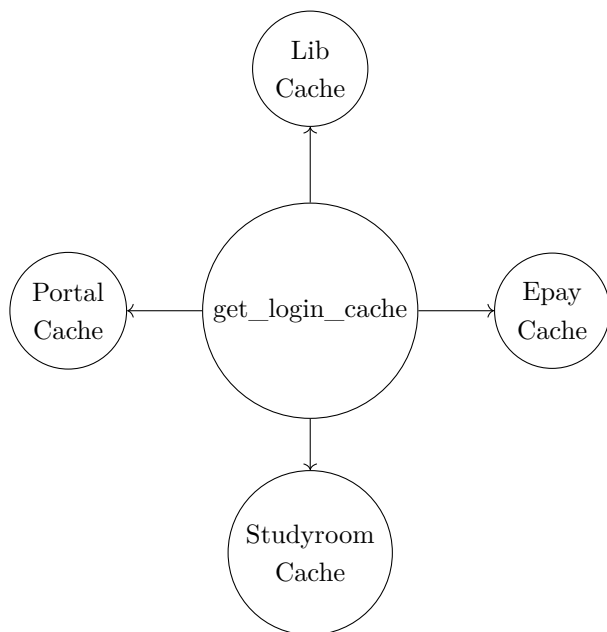 Lib
Cache
Portal
Cache
get_login_cache
Epay
Cache
Studyroom
Cache